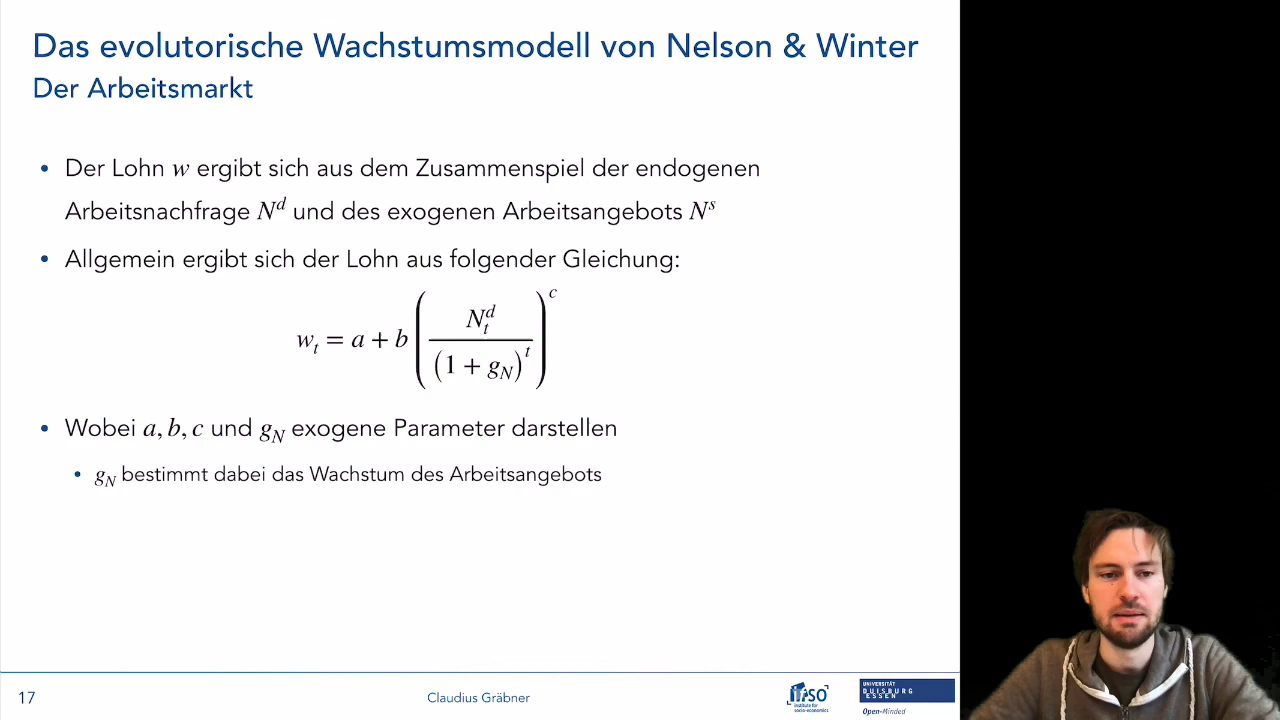 Das evolutorische Wachstumsmodell von Nelson & Winter
Der Arbeitsmarkt
• Der Lohn w ergibt sich aus dem Zusammenspiel der endogenen
Arbeitsnachfrage N^d und des exogenen Arbeitsangebots N^s
• Allgemein ergibt sich der Lohn aus folgender Gleichung:
w_t = a + b (N_t^d / (1 + g_N)^t)^c
• Wobei a, b, c und g_N exogene Parameter darstellen
• g_N bestimmt dabei das Wachstum des Arbeitsangebots
17
Claudius Gräbner
ifso
institute for
socio-economics
UNIVERSITÄT
DUISBURG
ESSEN
Open-Minded